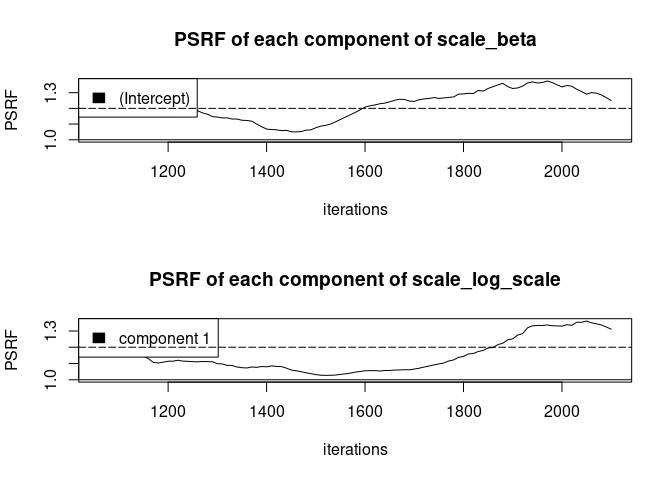 PSRF of each component of scale_beta
PSRF
1.3
1.0
(Intercept)
1200 1400 1600 1800 2000
iterations
PSRF of each component of scale_log_scale
PSRF
1.3
1.0
component 1
1200 1400 1600 1800 2000
iterations